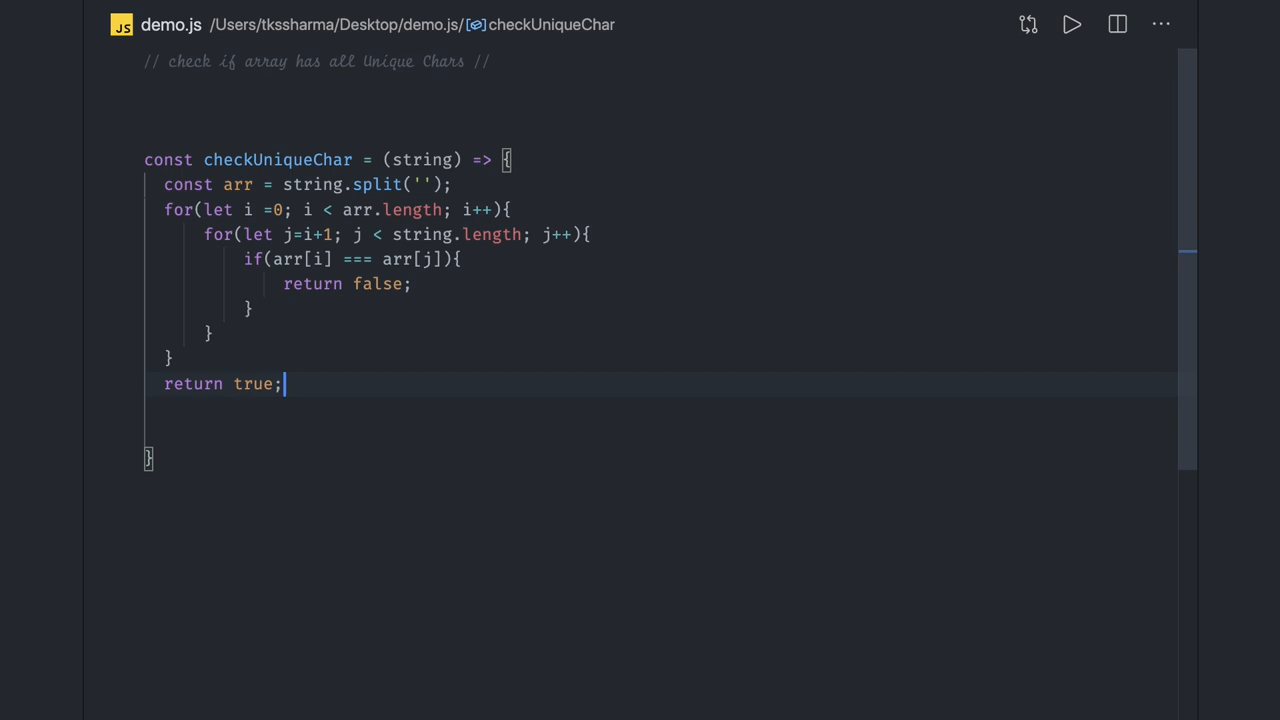 JS demo.js /Users/tkssharma/Desktop/demo.js/checkUniqueChar
// check if array has all Unique Chars //
const checkUniqueChar = (string) => {
const arr = string.split('');
for(let i =0; i < arr.length; i++){
for(let j=i+1; j < string.length; j++){
if(arr[i] === arr[j]){
return false;
}
}
}
return true;
}